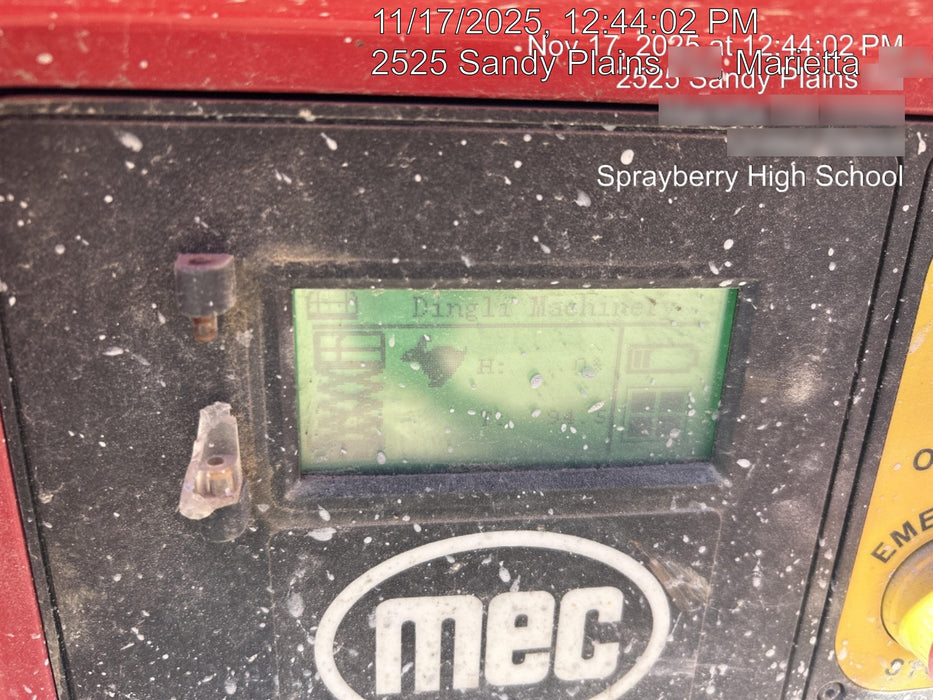 11/17/2025, 12:44:02 PM
Nov 17, 2025 at 12:44:02 PM
2525 Sandy Plains Marietta
2525 Sandy Plains
Sprayberry High School
Dingli Machinery
H:
O
EME
mec